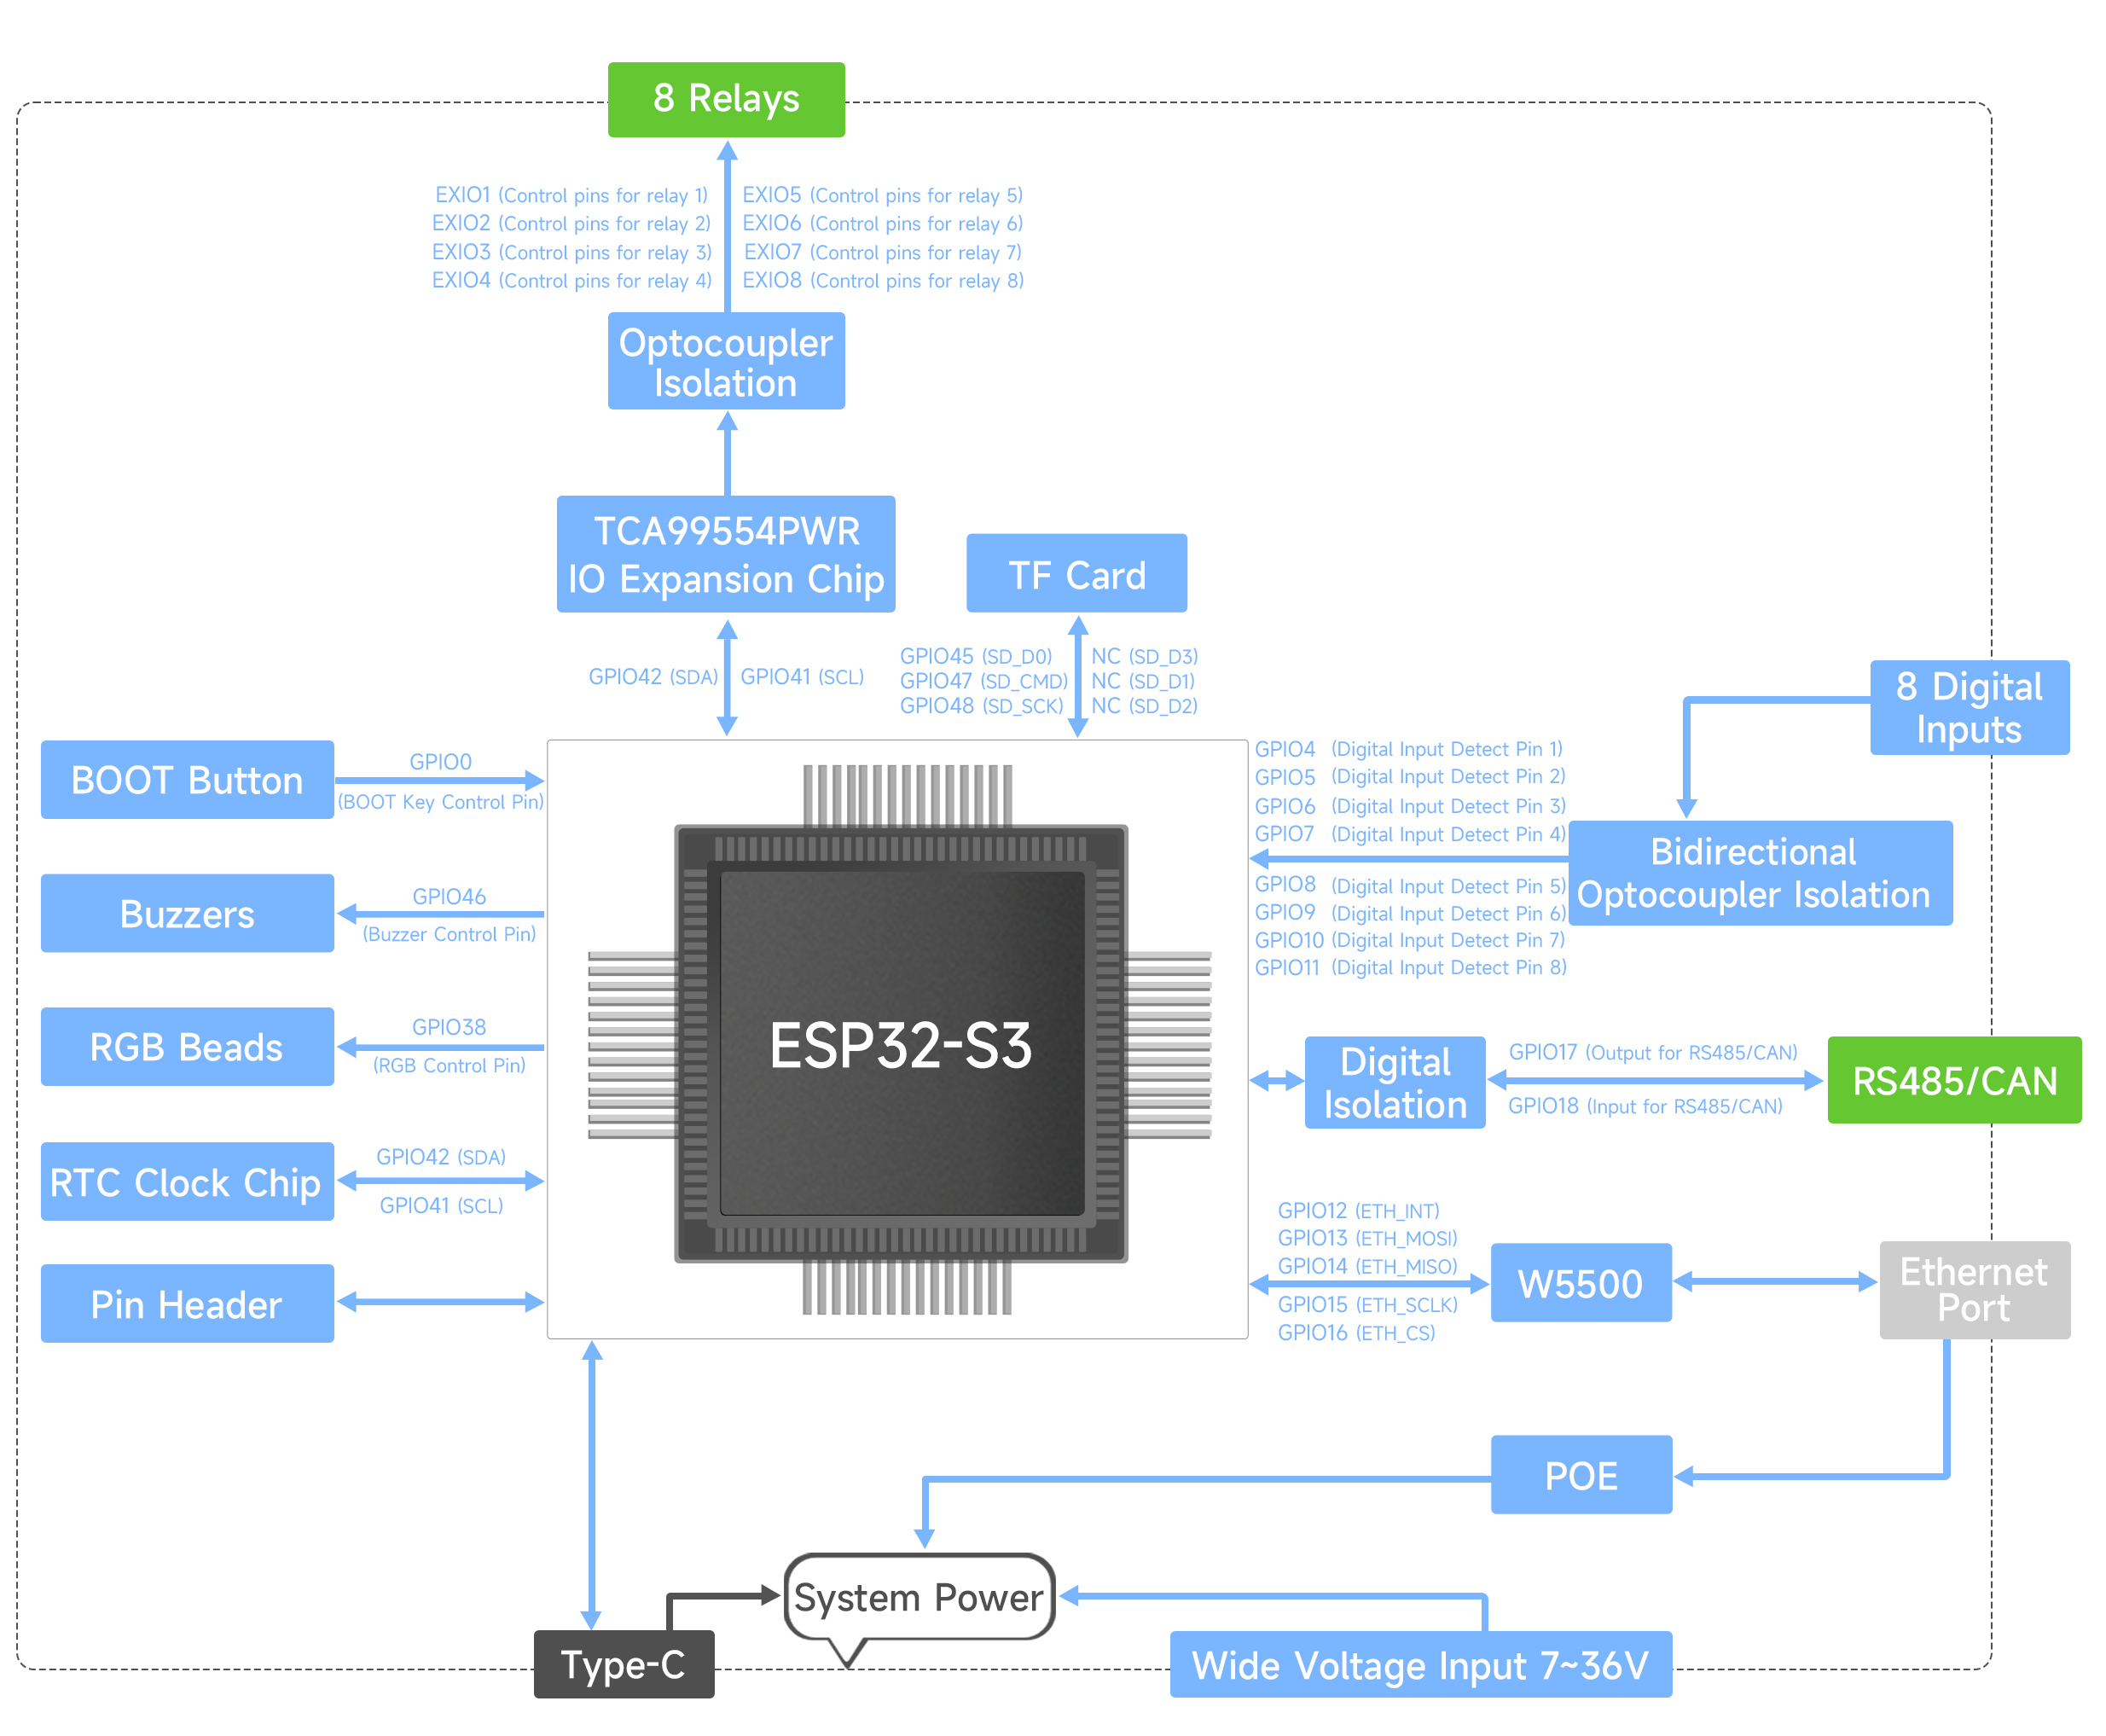 8 Relays
EXIO1 (Control pins for relay 1)
EXIO2 (Control pins for relay 2)
EXIO3 (Control pins for relay 3)
EXIO4 (Control pins for relay 4)
EXIO5 (Control pins for relay 5)
EXIO6 (Control pins for relay 6)
EXIO7 (Control pins for relay 7)
EXIO8 (Control pins for relay 8)
Optocoupler
Isolation
TCA99554PWR
IO Expansion Chip
GPIO42 (SDA)
GPIO41 (SCL)
TF Card
GPIO45 (SD_D0)
GPIO47 (SD_CMD)
GPIO48 (SD_SCK)
NC (SD_D3)
NC (SD_D1)
NC (SD_D2)
8 Digital
Inputs
BOOT Button
GPIO0
(BOOT Key Control Pin)
Buzzers
GPIO46
(Buzzer Control Pin)
RGB Beads
GPIO38
(RGB Control Pin)
RTC Clock Chip
GPIO42 (SDA)
GPIO41 (SCL)
Pin Header
ESP32-S3
GPIO4 (Digital Input Detect Pin 1)
GPIO5 (Digital Input Detect Pin 2)
GPIO6 (Digital Input Detect Pin 3)
GPIO7 (Digital Input Detect Pin 4)
GPIO8 (Digital Input Detect Pin 5)
GPIO9 (Digital Input Detect Pin 6)
GPIO10 (Digital Input Detect Pin 7)
GPIO11 (Digital Input Detect Pin 8)
Bidirectional
Optocoupler Isolation
Digital
Isolation
GPIO17 (Output for RS485/CAN)
GPIO18 (Input for RS485/CAN)
RS485/CAN
GPIO12 (ETH_INT)
GPIO13 (ETH_MOSI)
GPIO14 (ETH_MISO)
GPIO15 (ETH_SCLK)
GPIO16 (ETH_CS)
W5500
Ethernet
Port
POE
System Power
Type-C
Wide Voltage Input 7~36V